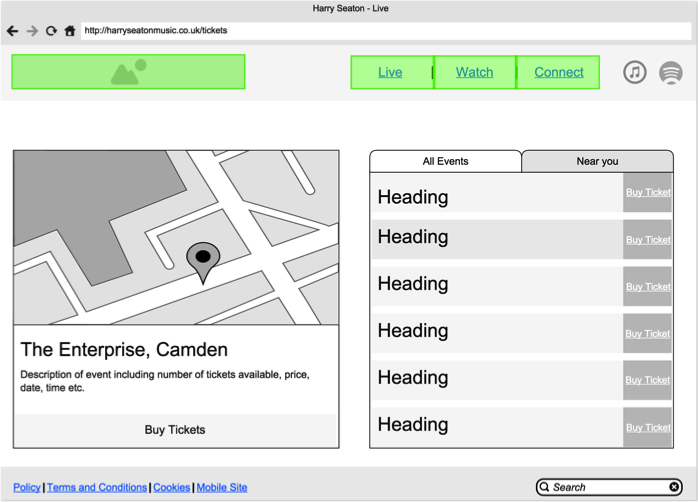 Harry Seaton - Live
http://harryseatonmusic.co.uk/tickets
Live | Watch | Connect
All Events
Near you
The Enterprise, Camden
Description of event including number of tickets available, price,
date, time etc.
Buy Tickets
Heading Buy Ticket
Heading Buy Ticket
Heading Buy Ticket
Heading Buy Ticket
Heading Buy Ticket
Heading Buy Ticket
Policy | Terms and Conditions | Cookies | Mobile Site
Search